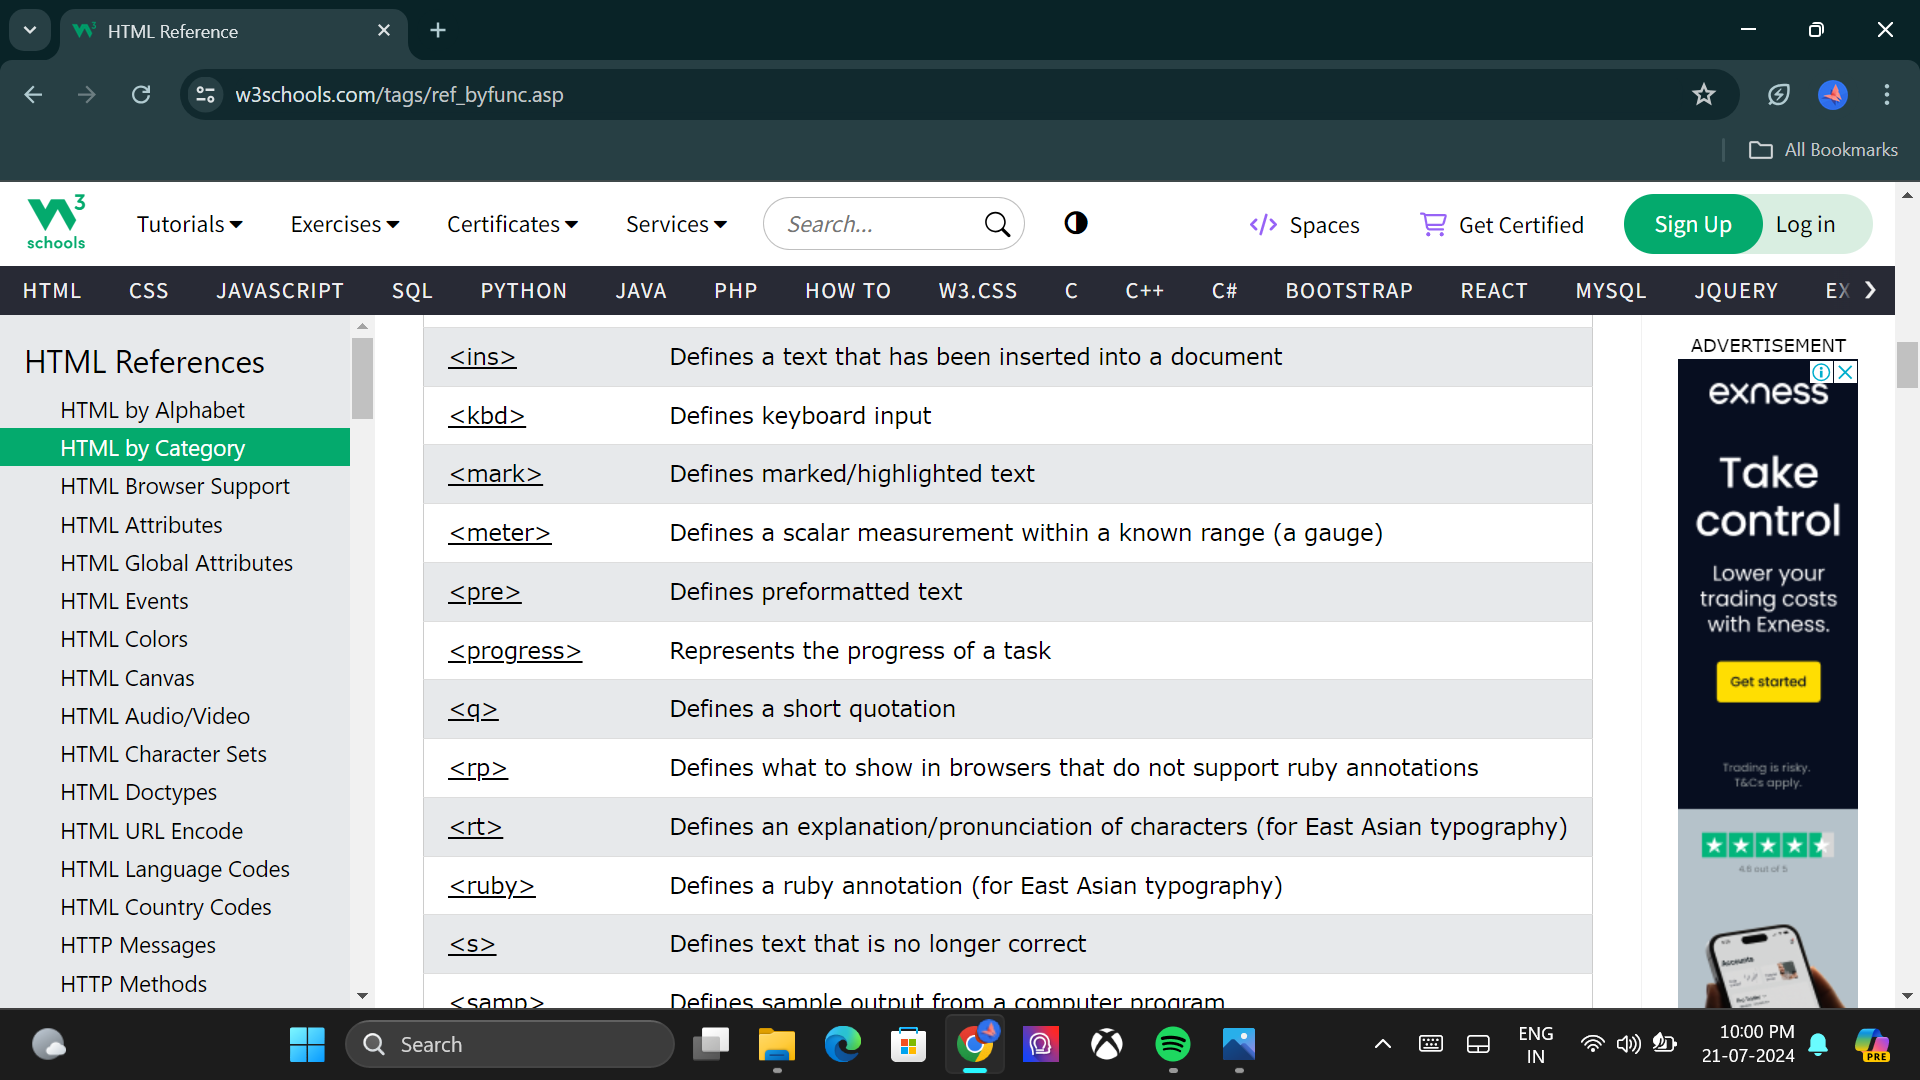 HTML Reference
w3schools.com/tags/ref_byfunc.asp
All Bookmarks
W3 schools
Tutorials
Exercises
Certificates
Services
Search...
Spaces
Get Certified
Sign Up
Log in
HTML CSS JAVASCRIPT SQL PYTHON JAVA PHP HOW TO W3.CSS C C++ C# BOOTSTRAP REACT MYSQL JQUERY EX
HTML References
HTML by Alphabet
HTML by Category
HTML Browser Support
HTML Attributes
HTML Global Attributes
HTML Events
HTML Colors
HTML Canvas
HTML Audio/Video
HTML Character Sets
HTML Doctypes
HTML URL Encode
HTML Language Codes
HTML Country Codes
HTTP Messages
HTTP Methods
<ins> Defines a text that has been inserted into a document
<kbd> Defines keyboard input
<mark> Defines marked/highlighted text
<meter> Defines a scalar measurement within a known range (a gauge)
<pre> Defines preformatted text
<progress> Represents the progress of a task
<q> Defines a short quotation
<rp> Defines what to show in browsers that do not support ruby annotations
<rt> Defines an explanation/pronunciation of characters (for East Asian typography)
<ruby> Defines a ruby annotation (for East Asian typography)
<s> Defines text that is no longer correct
<samp> Defines sample output from a computer program
ADVERTISEMENT
exness
Take
control
Lower your
trading costs
with Exness.
Get started
Trading is risky.
T&Cs apply.
4.6 out of 5
Accounts
Search
ENG
IN
10:00 PM
21-07-2024
PRE